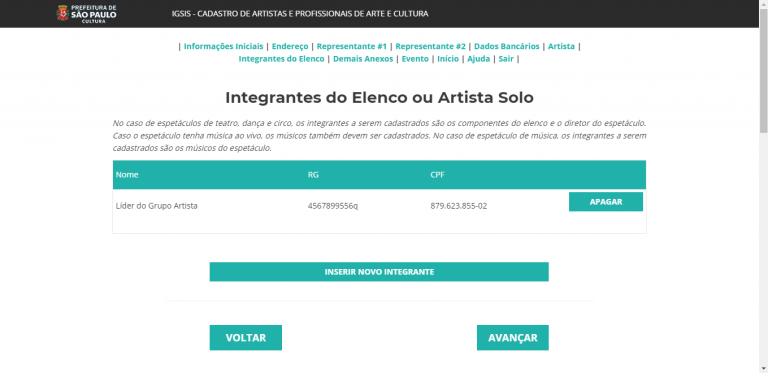 PREFEITURA DE
SÃO PAULO
CULTURA
IGSIS - CADASTRO DE ARTISTAS E PROFISSIONAIS DE ARTE E CULTURA
| Informações Iniciais | Endereço | Representante #1 | Representante #2 | Dados Bancários | Artista |
Integrantes do Elenco | Demais Anexos | Evento | Início | Ajuda | Sair |
Integrantes do Elenco ou Artista Solo
No caso de espetáculos de teatro, dança e circo, os integrantes a serem cadastrados são os componentes do elenco e o diretor do espetáculo.
Caso o espetáculo tenha música ao vivo, os músicos também devem ser cadastrados. No caso de espetáculo de música, os integrantes a serem
cadastrados são os músicos do espetáculo.
Nome RG CPF
Líder do Grupo Artista 4567899556q 879.623.855-02 APAGAR
INSERIR NOVO INTEGRANTE
VOLTAR AVANÇAR